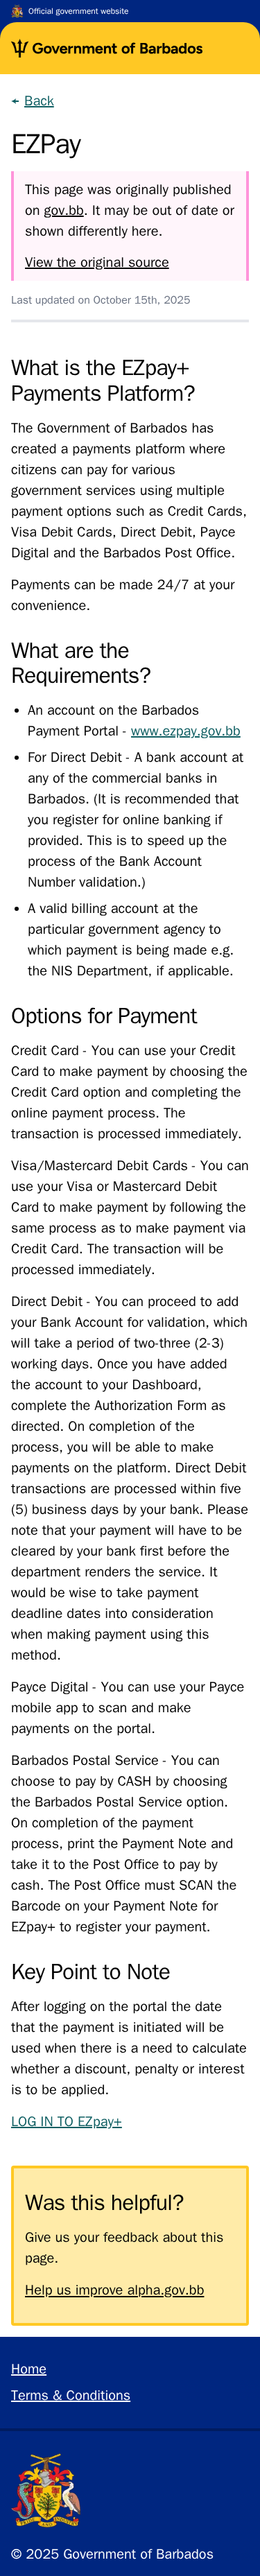 Official government website
Government of Barbados
← Back
EZPay
This page was originally published
on gov.bb. It may be out of date or
shown differently here.
View the original source
Last updated on October 15th, 2025
What is the EZpay+
Payments Platform?
The Government of Barbados has
created a payments platform where
citizens can pay for various
government services using multiple
payment options such as Credit Cards,
Visa Debit Cards, Direct Debit, Payce
Digital and the Barbados Post Office.
Payments can be made 24/7 at your
convenience.
What are the
Requirements?
• An account on the Barbados
Payment Portal - www.ezpay.gov.bb
• For Direct Debit - A bank account at
any of the commercial banks in
Barbados. (It is recommended that
you register for online banking if
provided. This is to speed up the
process of the Bank Account
Number validation.)
• A valid billing account at the
particular government agency to
which payment is being made e.g.
the NIS Department, if applicable.
Options for Payment
Credit Card - You can use your Credit
Card to make payment by choosing the
Credit Card option and completing the
online payment process. The
transaction is processed immediately.
Visa/Mastercard Debit Cards - You can
use your Visa or Mastercard Debit
Card to make payment by following the
same process as to make payment via
Credit Card. The transaction will be
processed immediately.
Direct Debit - You can proceed to add
your Bank Account for validation, which
will take a period of two-three (2-3)
working days. Once you have added
the account to your Dashboard,
complete the Authorization Form as
directed. On completion of the
process, you will be able to make
payments on the platform. Direct Debit
transactions are processed within five
(5) business days by your bank. Please
note that your payment will have to be
cleared by your bank first before the
department renders the service. It
would be wise to take payment
deadline dates into consideration
when making payment using this
method.
Payce Digital - You can use your Payce
mobile app to scan and make
payments on the portal.
Barbados Postal Service - You can
choose to pay by CASH by choosing
the Barbados Postal Service option.
On completion of the payment
process, print the Payment Note and
take it to the Post Office to pay by
cash. The Post Office must SCAN the
Barcode on your Payment Note for
EZpay+ to register your payment.
Key Point to Note
After logging on the portal the date
that the payment is initiated will be
used when there is a need to calculate
whether a discount, penalty or interest
is to be applied.
LOG IN TO EZpay+
Was this helpful?
Give us your feedback about this
page.
Help us improve alpha.gov.bb
Home
Terms & Conditions
© 2025 Government of Barbados